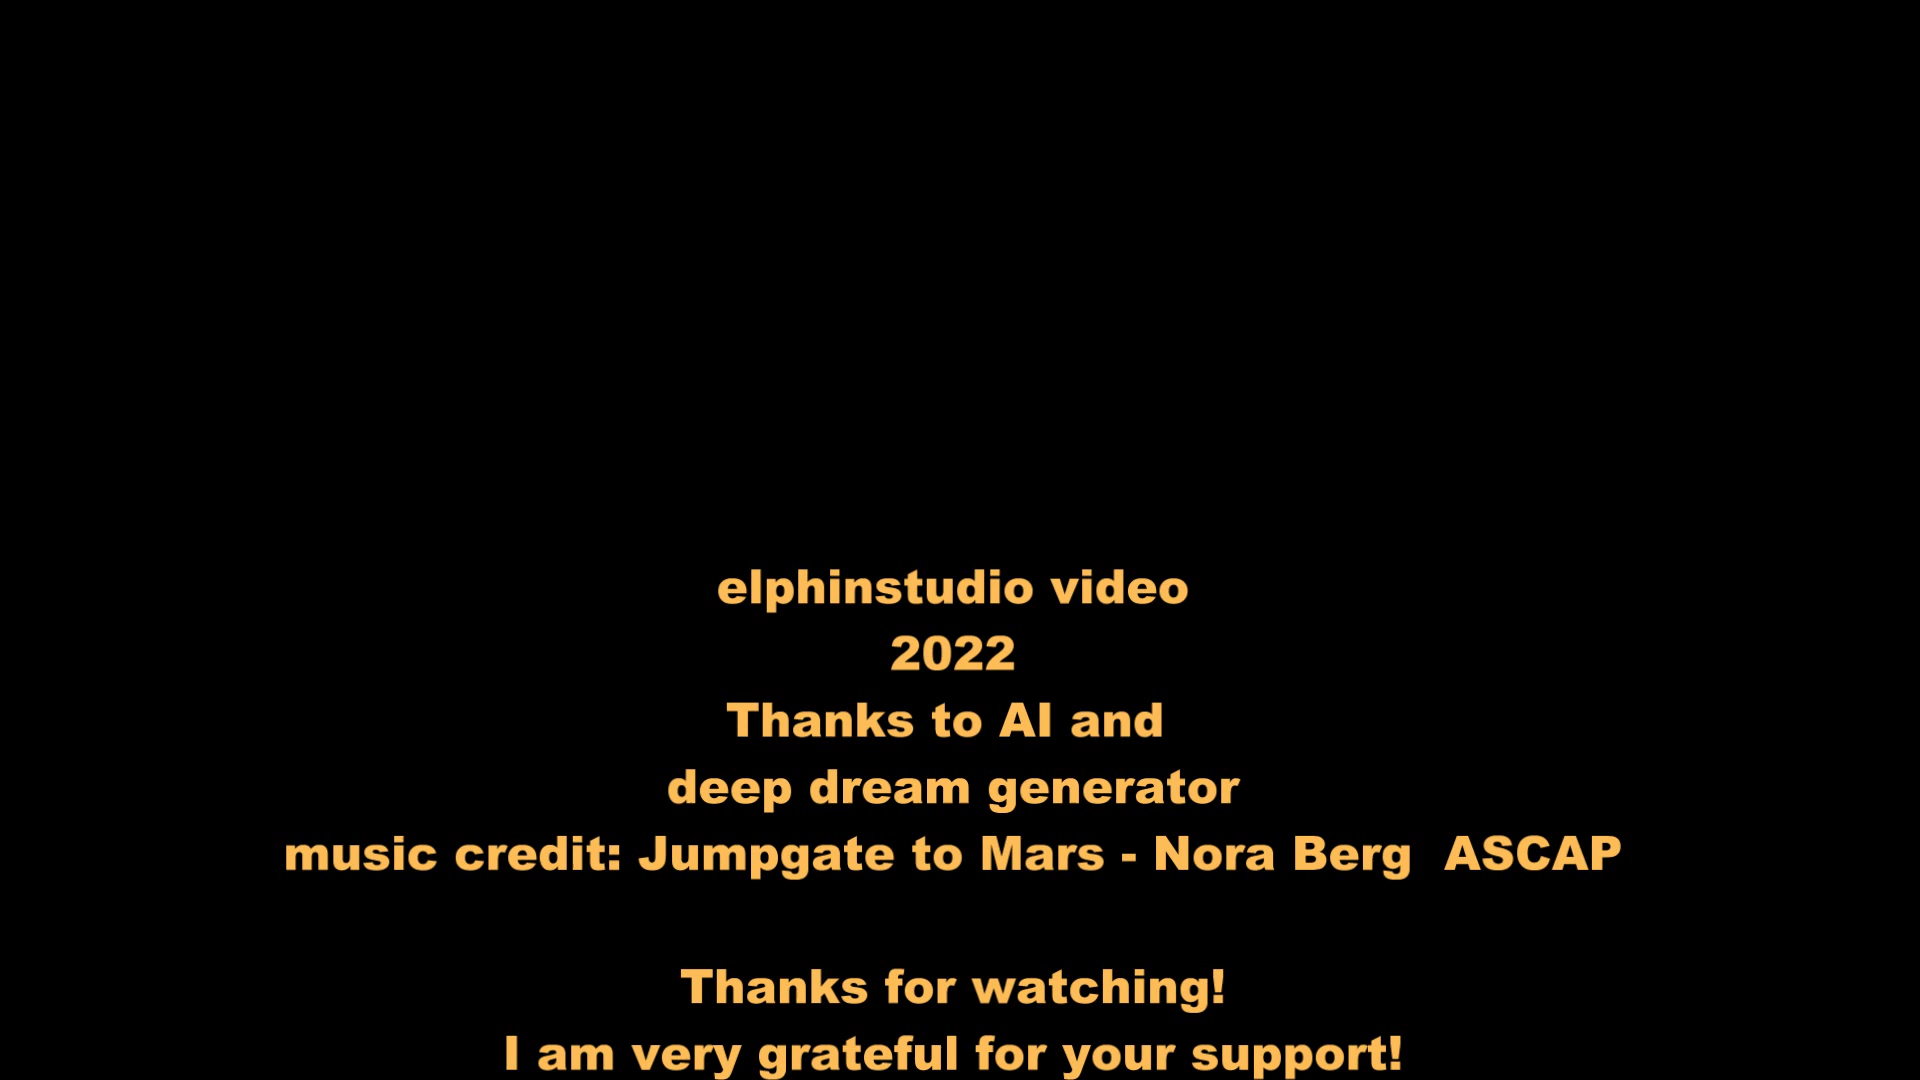 elphinstudio video
2022
Thanks to AI and
deep dream generator
music credit: Jumpgate to Mars - Nora Berg  ASCAP
Thanks for watching!
I am very grateful for your support!